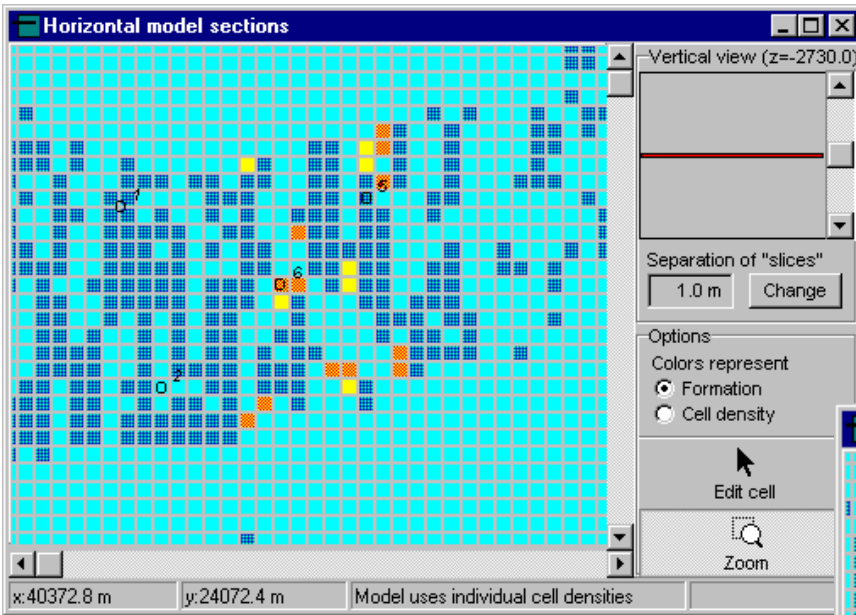 Horizontal model sections
Vertical view (z=-2730.0)
1
5
6
2
Separation of "slices"
1.0 m
Change
Options
Colors represent
Formation
Cell density
Edit cell
Zoom
x:40372.8 m
y:24072.4 m
Model uses individual cell densities